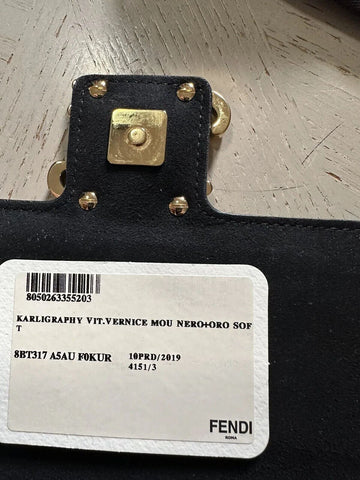 8050263355203
KARLIGRAPHY VIT.VERNICE MOU NERO+ORO SOF
T
8BT317 A5AU F0KUR 10PRD/2019
4151/3
FENDI
ROMA